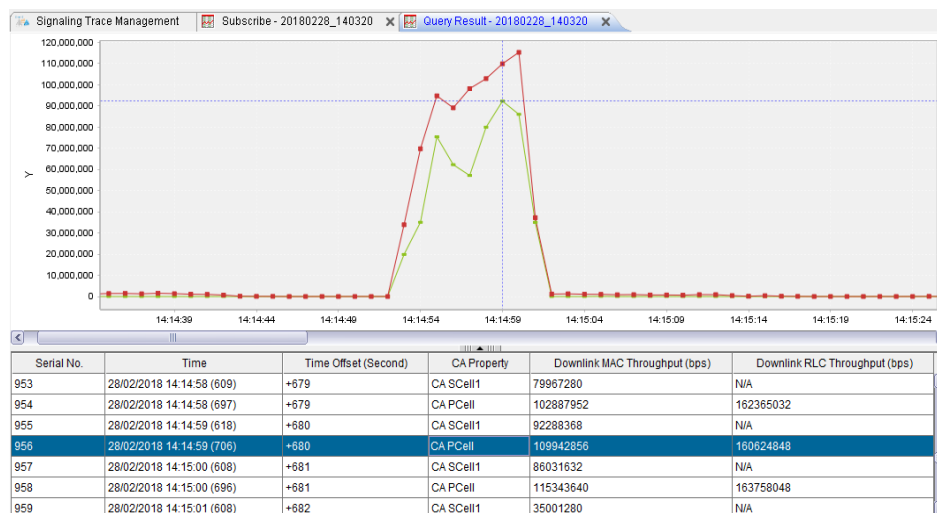 Signaling Trace Management Subscribe - 20180228_140320 Query Result - 20180228_140320
120,000,000
110,000,000
100,000,000
90,000,000
80,000,000
70,000,000
60,000,000
50,000,000
40,000,000
30,000,000
20,000,000
10,000,000
0
Y
14:14:39 14:14:44 14:14:49 14:14:54 14:14:59 14:15:04 14:15:09 14:15:14 14:15:19 14:15:24
Serial No. Time Time Offset (Second) CA Property Downlink MAC Throughput (bps) Downlink RLC Throughput (bps)
953 28/02/2018 14:14:58 (609) +679 CA SCell1 79967280 N/A
954 28/02/2018 14:14:58 (697) +679 CA PCell 102887952 162365032
955 28/02/2018 14:14:59 (618) +680 CA SCell1 92288368 N/A
956 28/02/2018 14:14:59 (706) +680 CA PCell 109942856 160624848
957 28/02/2018 14:15:00 (608) +681 CA SCell1 86031632 N/A
958 28/02/2018 14:15:00 (696) +681 CA PCell 115343640 163758048
959 28/02/2018 14:15:01 (608) +682 CA SCell1 35001280 N/A